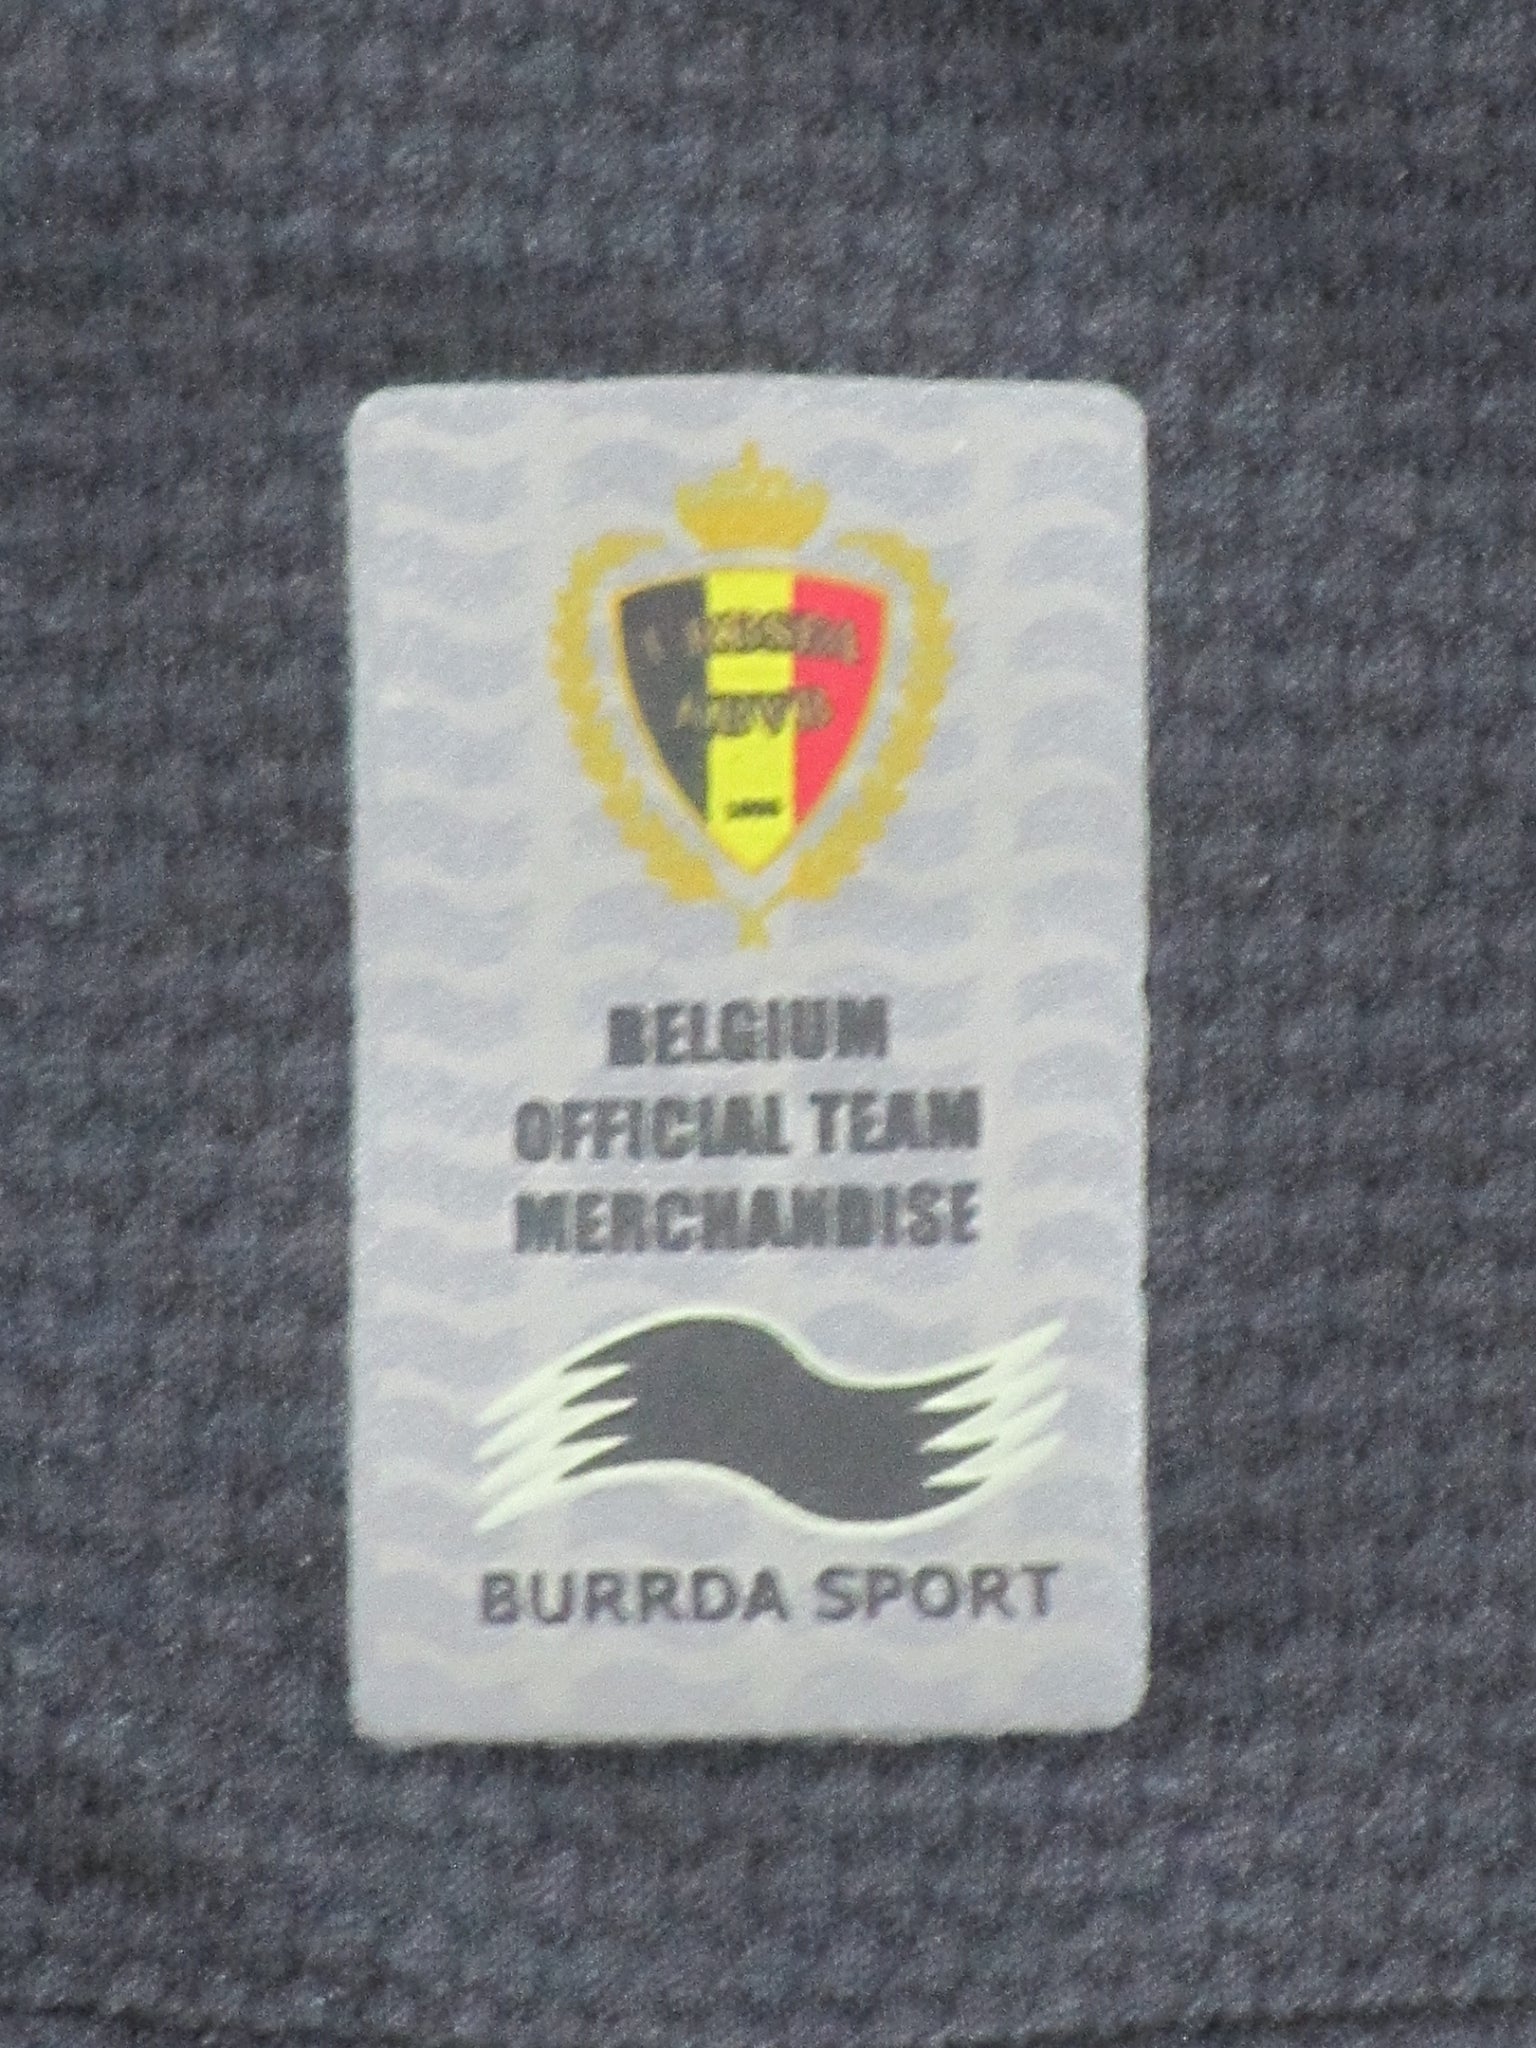 BELGIUM
OFFICIAL TEAM
MERCHANDISE
BURRDA SPORT